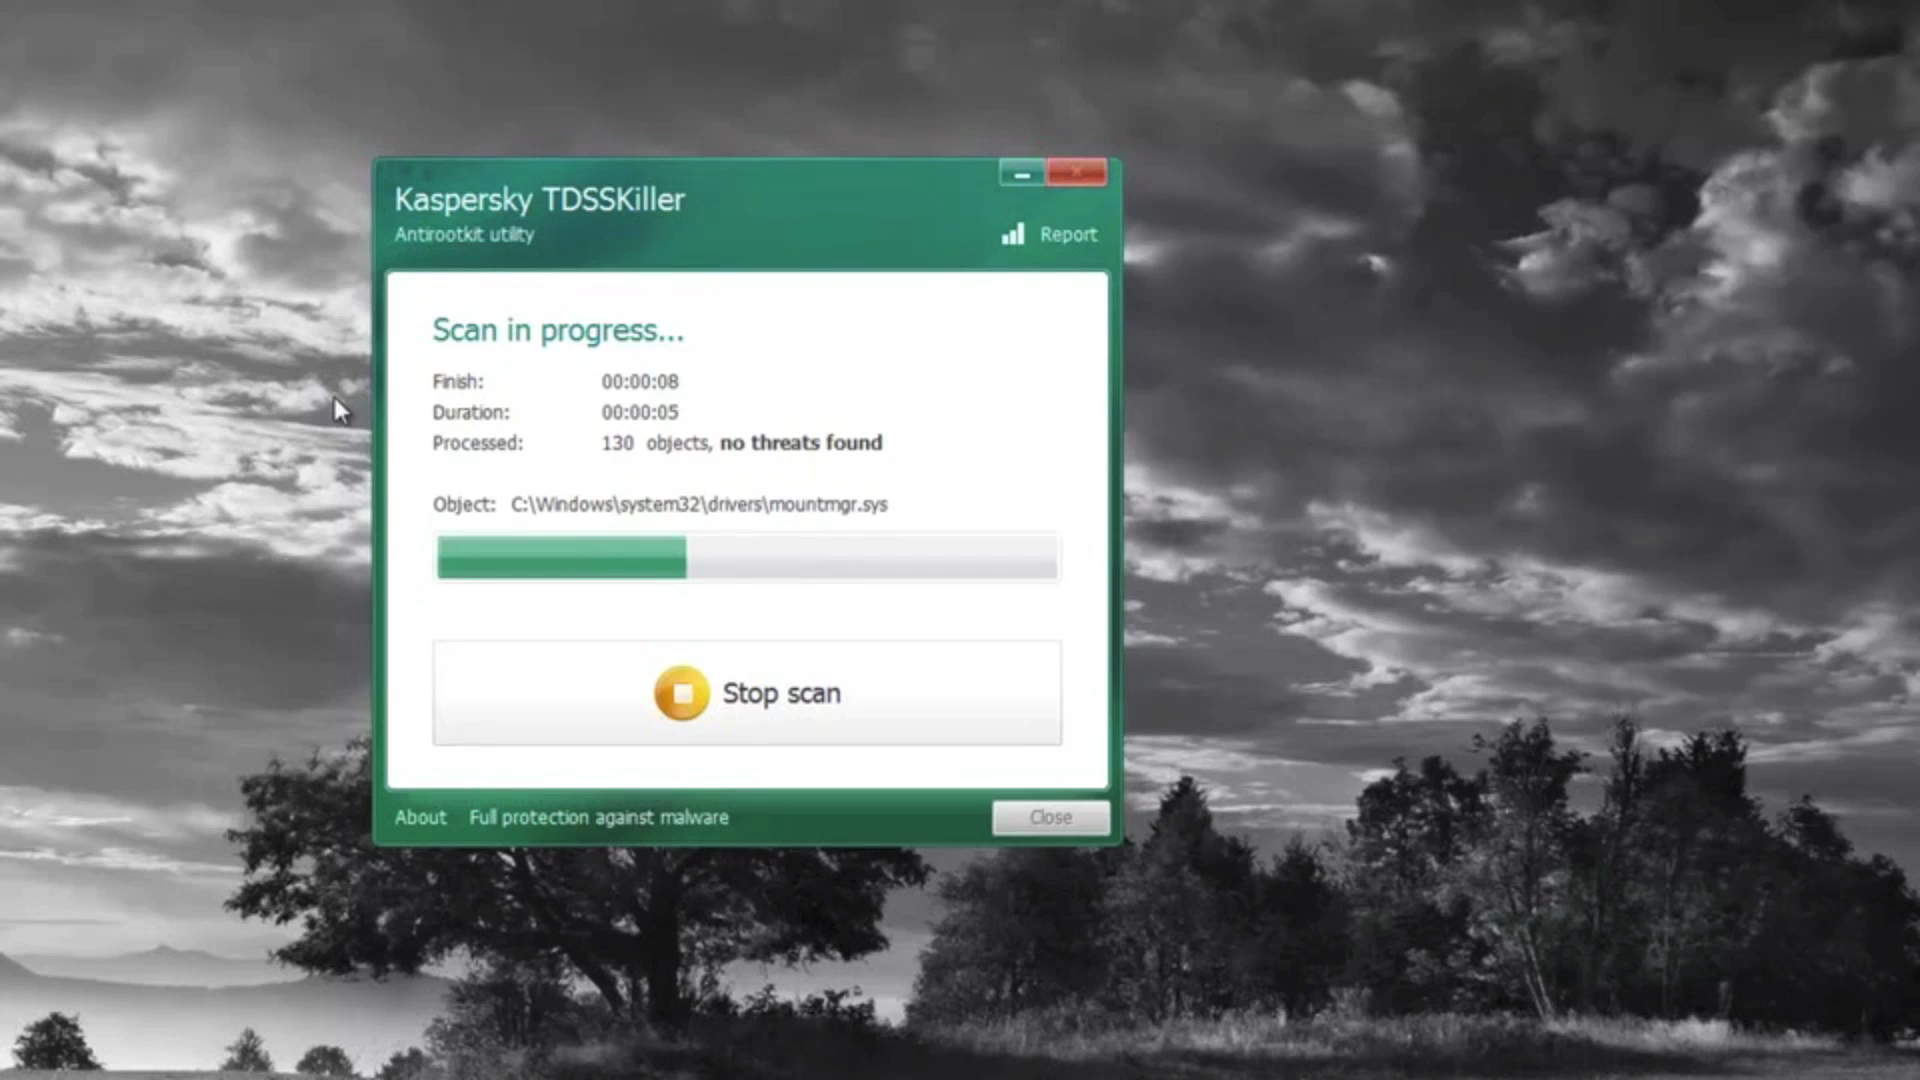 Kaspersky TDSSKiller
Antirootkit utility
Report
Scan in progress...
Finish: 00:00:08
Duration: 00:00:05
Processed: 130 objects, no threats found
Object: C:\Windows\system32\drivers\mountmgr.sys
Stop scan
About Full protection against malware Close